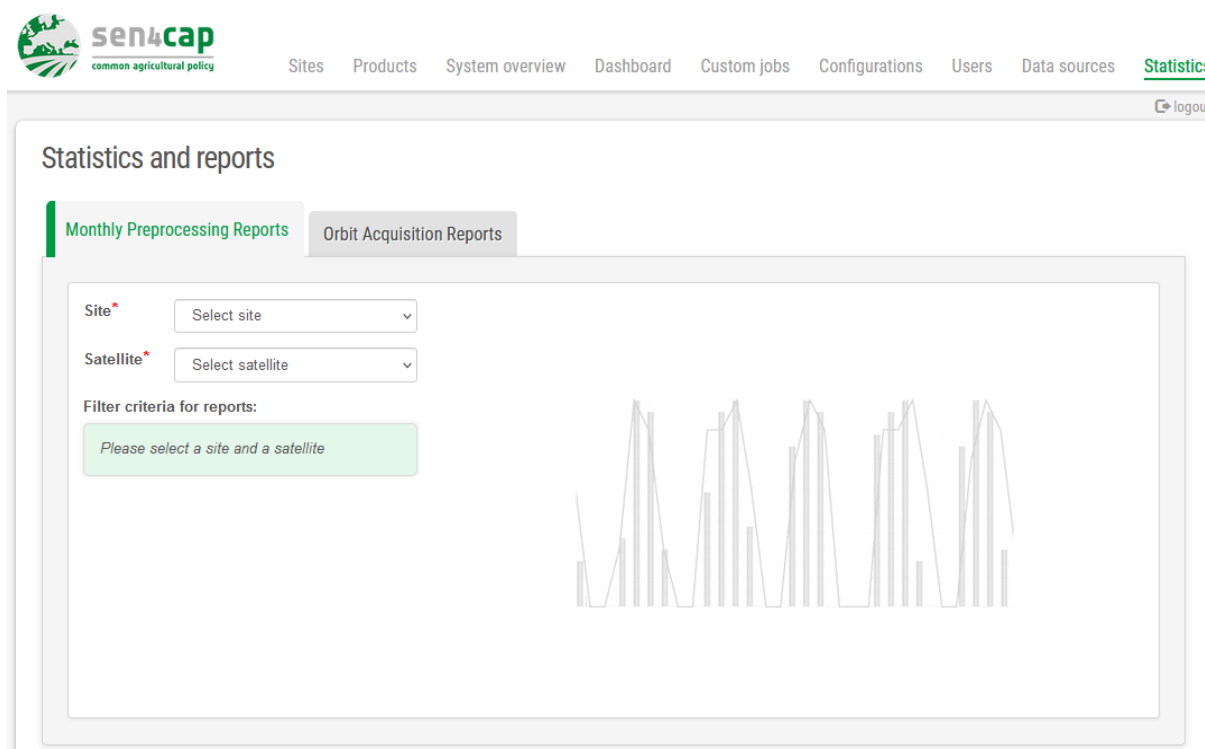 sen4cap
common agricultural policy
Sites Products System overview Dashboard Custom jobs Configurations Users Data sources Statistics
logou
Statistics and reports
Monthly Preprocessing Reports Orbit Acquisition Reports
Site* Select site
Satellite* Select satellite
Filter criteria for reports:
Please select a site and a satellite